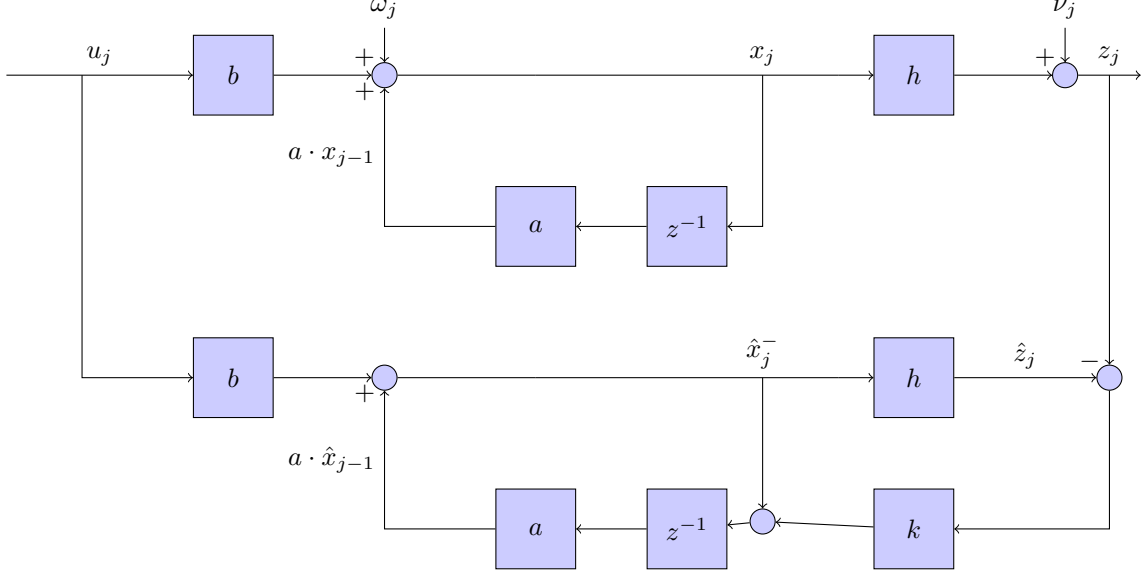 ω_j ν_j
u_j b + + x_j h + z_j
a · x_{j−1}
a z^{−1}
b + x̂_j^− h ẑ_j −
a · x̂_{j−1}
a z^{−1} k